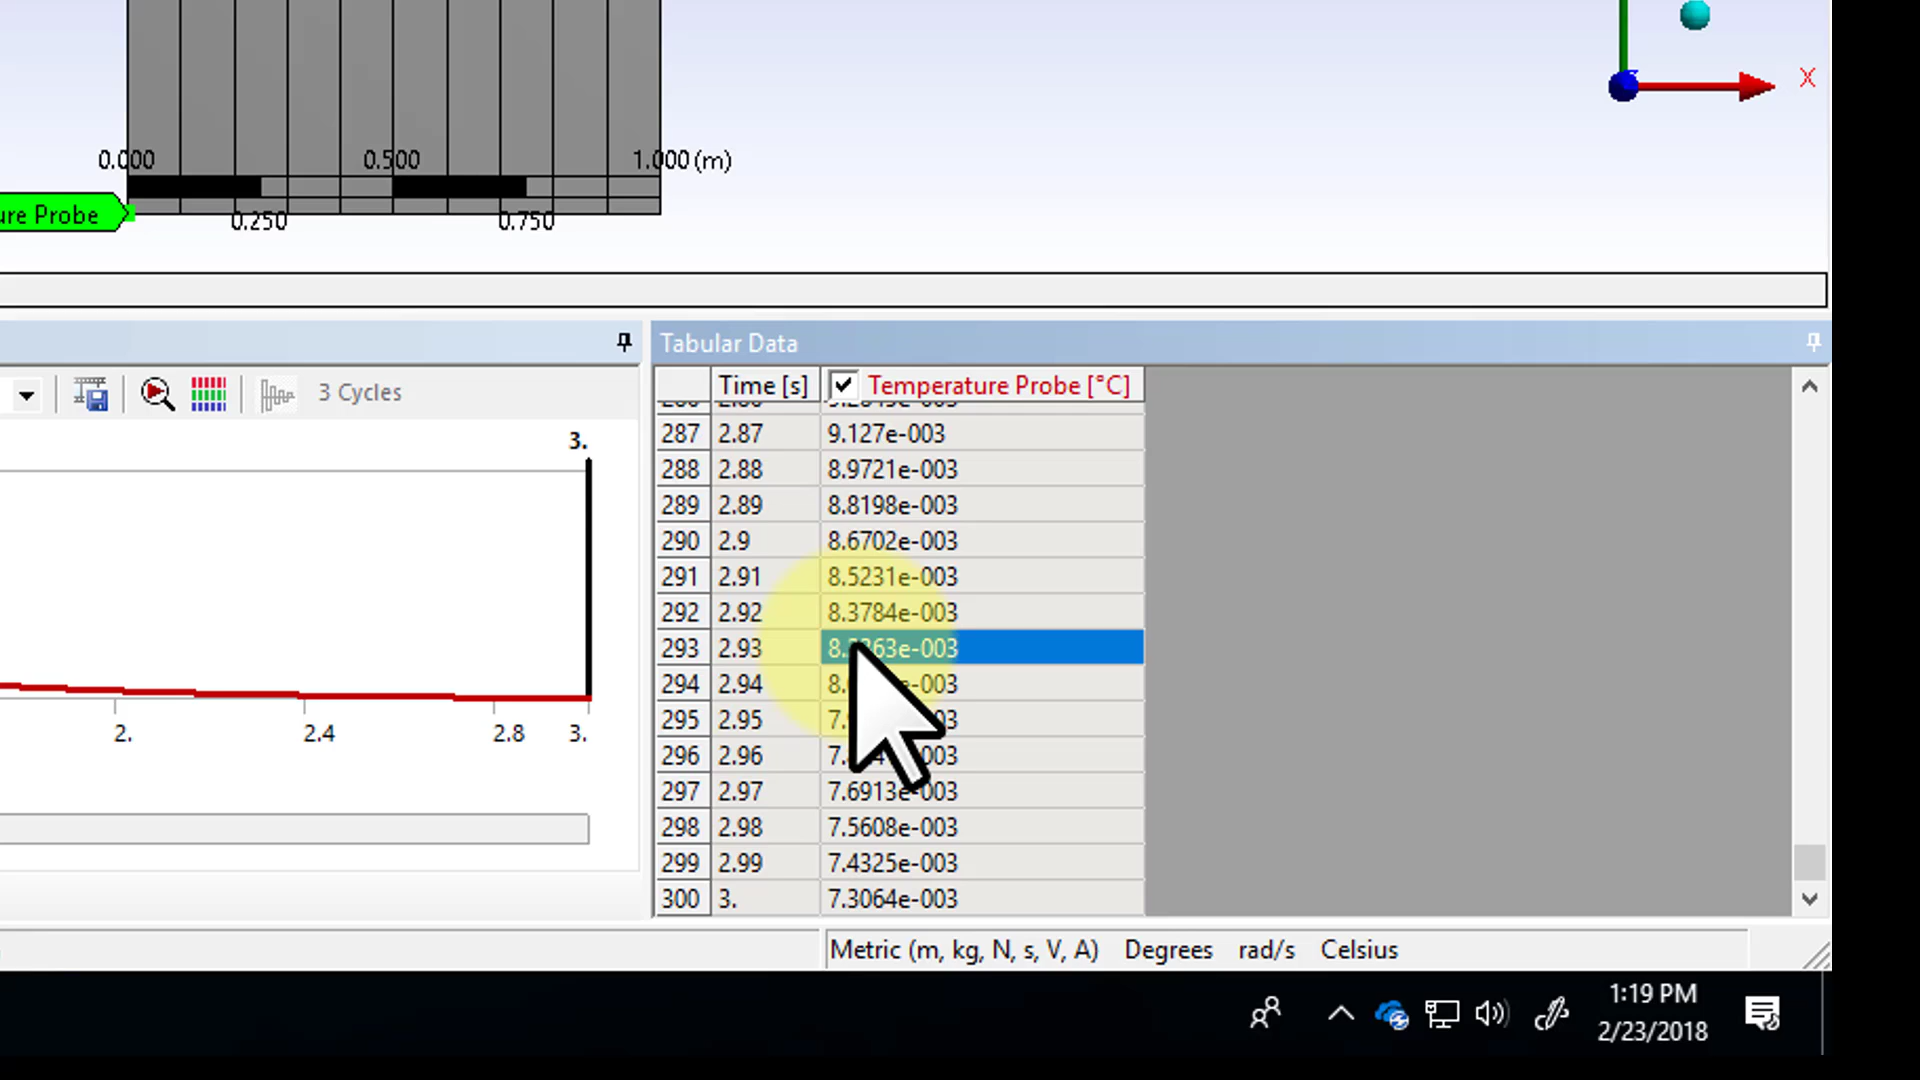 X
0.000 0.500 1.000 (m)
ure Probe
0.250 0.750
Tabular Data
3 Cycles
Time [s] Temperature Probe [°C]
3.
287 2.87 9.127e-003
288 2.88 8.9721e-003
289 2.89 8.8198e-003
290 2.9 8.6702e-003
291 2.91 8.5231e-003
292 2.92 8.3784e-003
293 2.93
294 2.94
295 2.95
296 2.96
297 2.97 7.6913e-003
298 2.98 7.5608e-003
299 2.99 7.4325e-003
300 3. 7.3064e-003
2. 2.4 2.8 3.
Metric (m, kg, N, s, V, A) Degrees rad/s Celsius
1:19 PM
2/23/2018